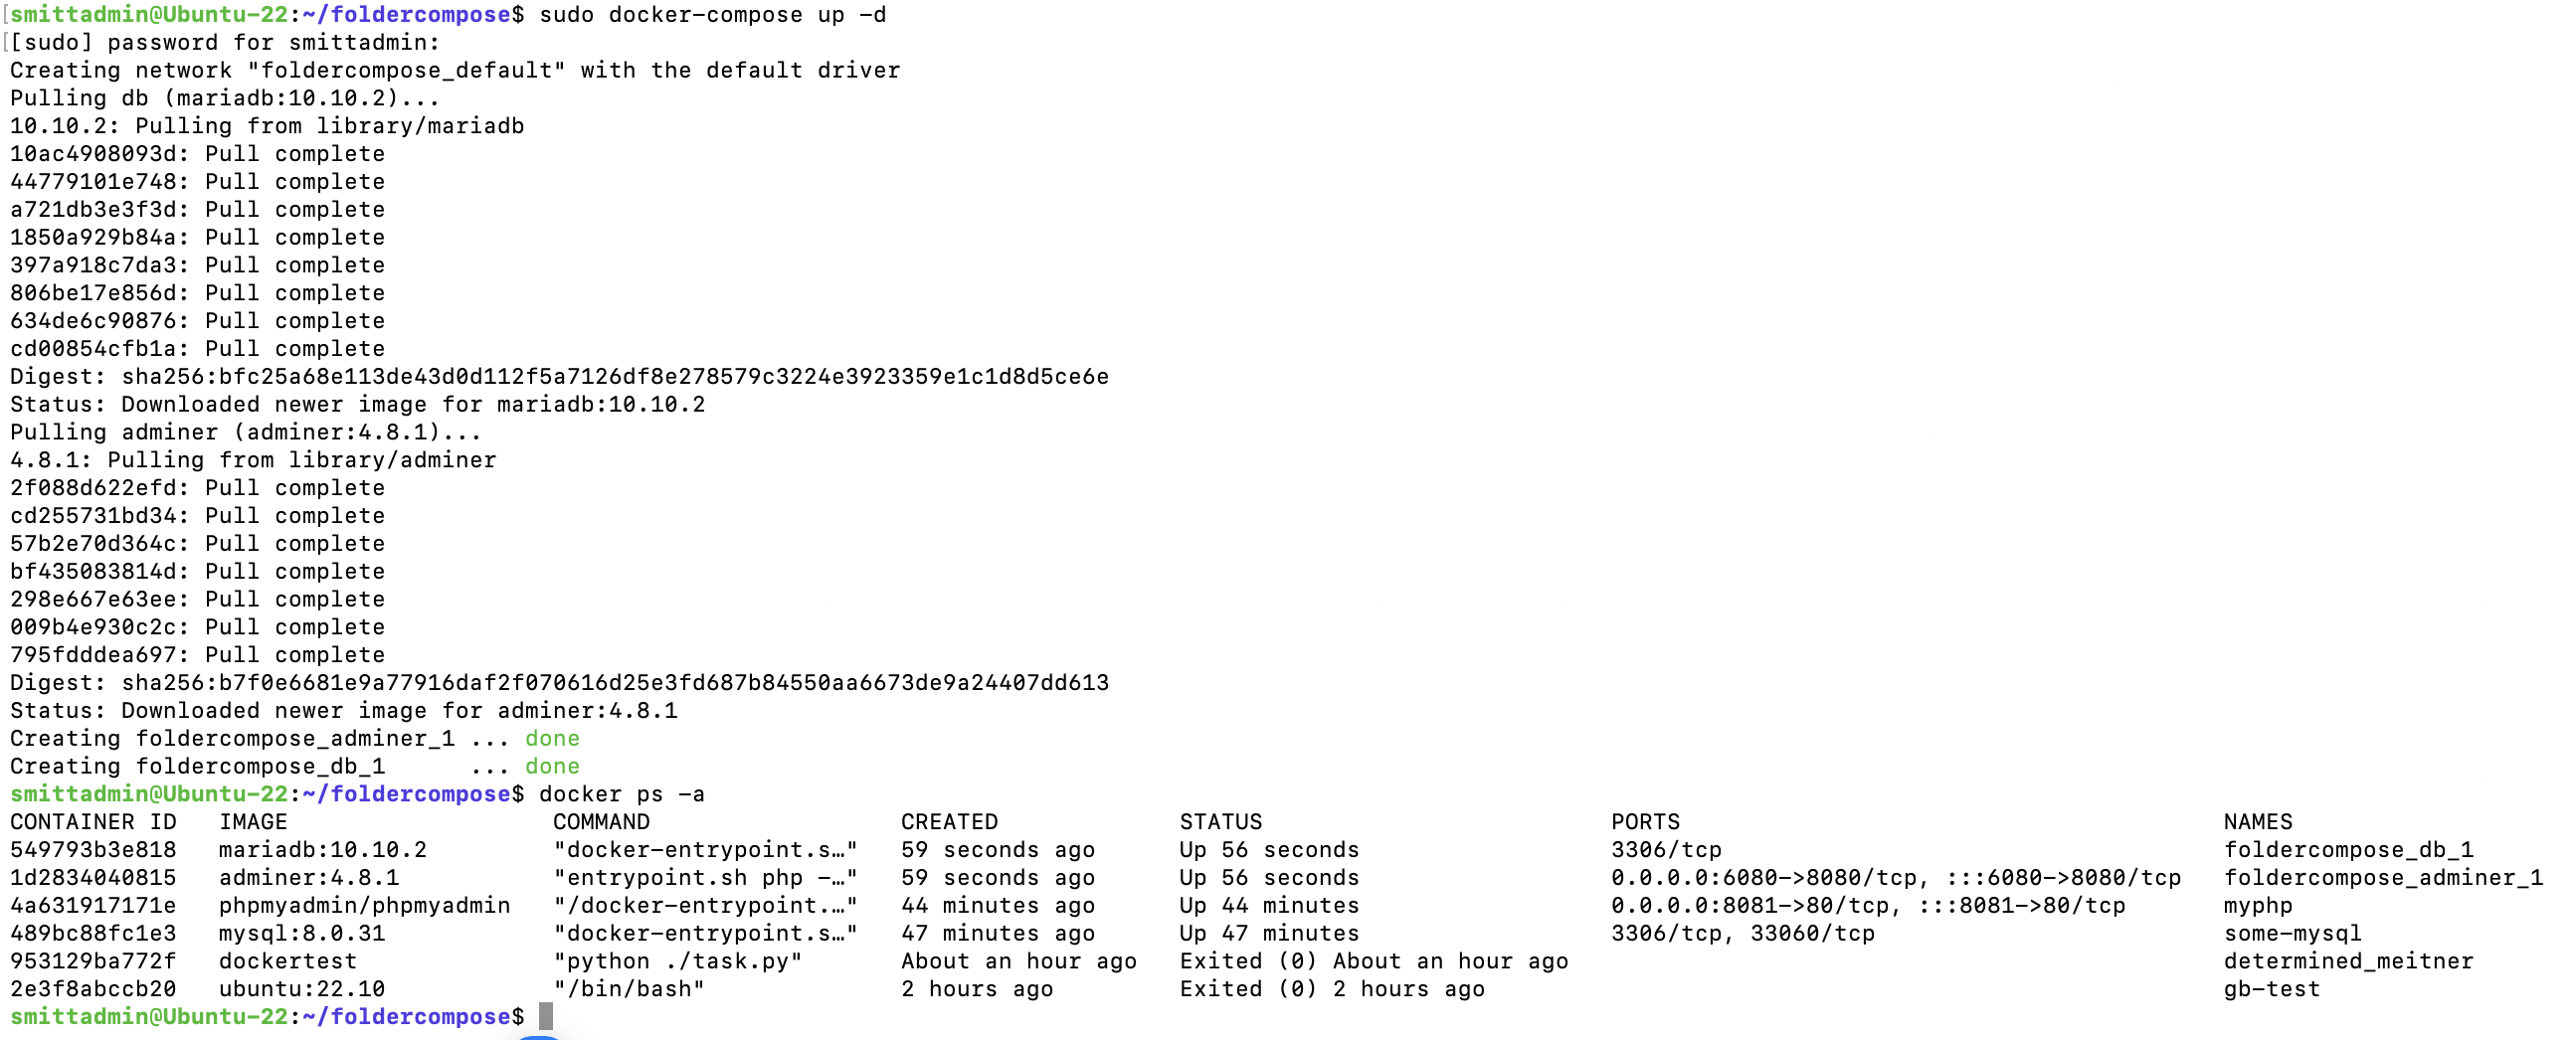 smittadmin@Ubuntu-22:~/foldercompose$ sudo docker-compose up -d
[sudo] password for smittadmin:
Creating network "foldercompose_default" with the default driver
Pulling db (mariadb:10.10.2)...
10.10.2: Pulling from library/mariadb
10ac4908093d: Pull complete
44779101e748: Pull complete
a721db3e3f3d: Pull complete
1850a929b84a: Pull complete
397a918c7da3: Pull complete
806be17e856d: Pull complete
634de6c90876: Pull complete
cd00854cfb1a: Pull complete
Digest: sha256:bfc25a68e113de43d0d112f5a7126df8e278579c3224e3923359e1c1d8d5ce6e
Status: Downloaded newer image for mariadb:10.10.2
Pulling adminer (adminer:4.8.1)...
4.8.1: Pulling from library/adminer
2f088d622efd: Pull complete
cd255731bd34: Pull complete
57b2e70d364c: Pull complete
bf435083814d: Pull complete
298e667e63ee: Pull complete
009b4e930c2c: Pull complete
795fdddea697: Pull complete
Digest: sha256:b7f0e6681e9a77916daf2f070616d25e3fd687b84550aa6673de9a24407dd613
Status: Downloaded newer image for adminer:4.8.1
Creating foldercompose_adminer_1 ... done
Creating foldercompose_db_1      ... done
smittadmin@Ubuntu-22:~/foldercompose$ docker ps -a
CONTAINER ID   IMAGE                   COMMAND                  CREATED             STATUS                         PORTS                                       NAMES
549793b3e818   mariadb:10.10.2         "docker-entrypoint.s…"   59 seconds ago      Up 56 seconds                  3306/tcp                                    foldercompose_db_1
1d2834040815   adminer:4.8.1           "entrypoint.sh php -…"   59 seconds ago      Up 56 seconds                  0.0.0.0:6080->8080/tcp, :::6080->8080/tcp   foldercompose_adminer_1
4a631917171e   phpmyadmin/phpmyadmin   "/docker-entrypoint.…"   44 minutes ago      Up 44 minutes                  0.0.0.0:8081->80/tcp, :::8081->80/tcp       myphp
489bc88fc1e3   mysql:8.0.31            "docker-entrypoint.s…"   47 minutes ago      Up 47 minutes                  3306/tcp, 33060/tcp                         some-mysql
953129ba772f   dockertest              "python ./task.py"       About an hour ago   Exited (0) About an hour ago                                               determined_meitner
2e3f8abccb20   ubuntu:22.10            "/bin/bash"              2 hours ago         Exited (0) 2 hours ago                                                     gb-test
smittadmin@Ubuntu-22:~/foldercompose$